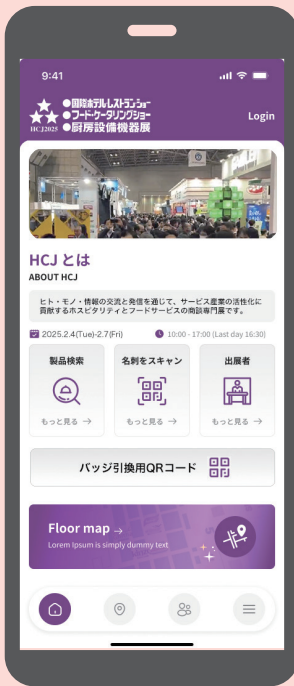 9:41
●国際ホテル・レストラン・ショー
●フード・ケータリングショー
●厨房設備機器展
HCJ2025
Login
HCJ とは
ABOUT HCJ
ヒト・モノ・情報の交流と発信を通じて、サービス産業の活性化に
貢献するホスピタリティとフードサービスの商談専門展です。
2025.2.4(Tue)-2.7(Fri) 10:00 - 17:00 (Last day 16:30)
製品検索 名刺をスキャン 出展者
もっと見る → もっと見る → もっと見る →
バッジ引換用QRコード
Floor map →
Lorem Ipsum is simply dummy text